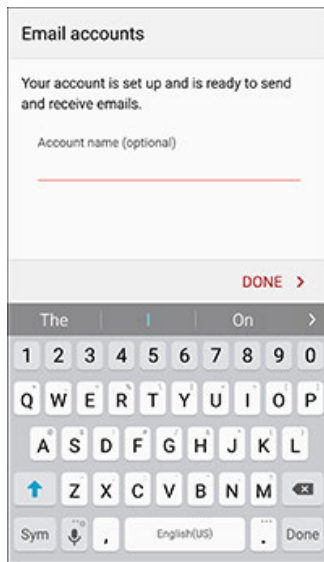 Email accounts
Your account is set up and is ready to send
and receive emails.
Account name (optional)
DONE >
The I On >
1 2 3 4 5 6 7 8 9 0
Q W E R T Y U I O P
A S D F G H J K L
Z X C V B N M
Sym , English(US) . Done